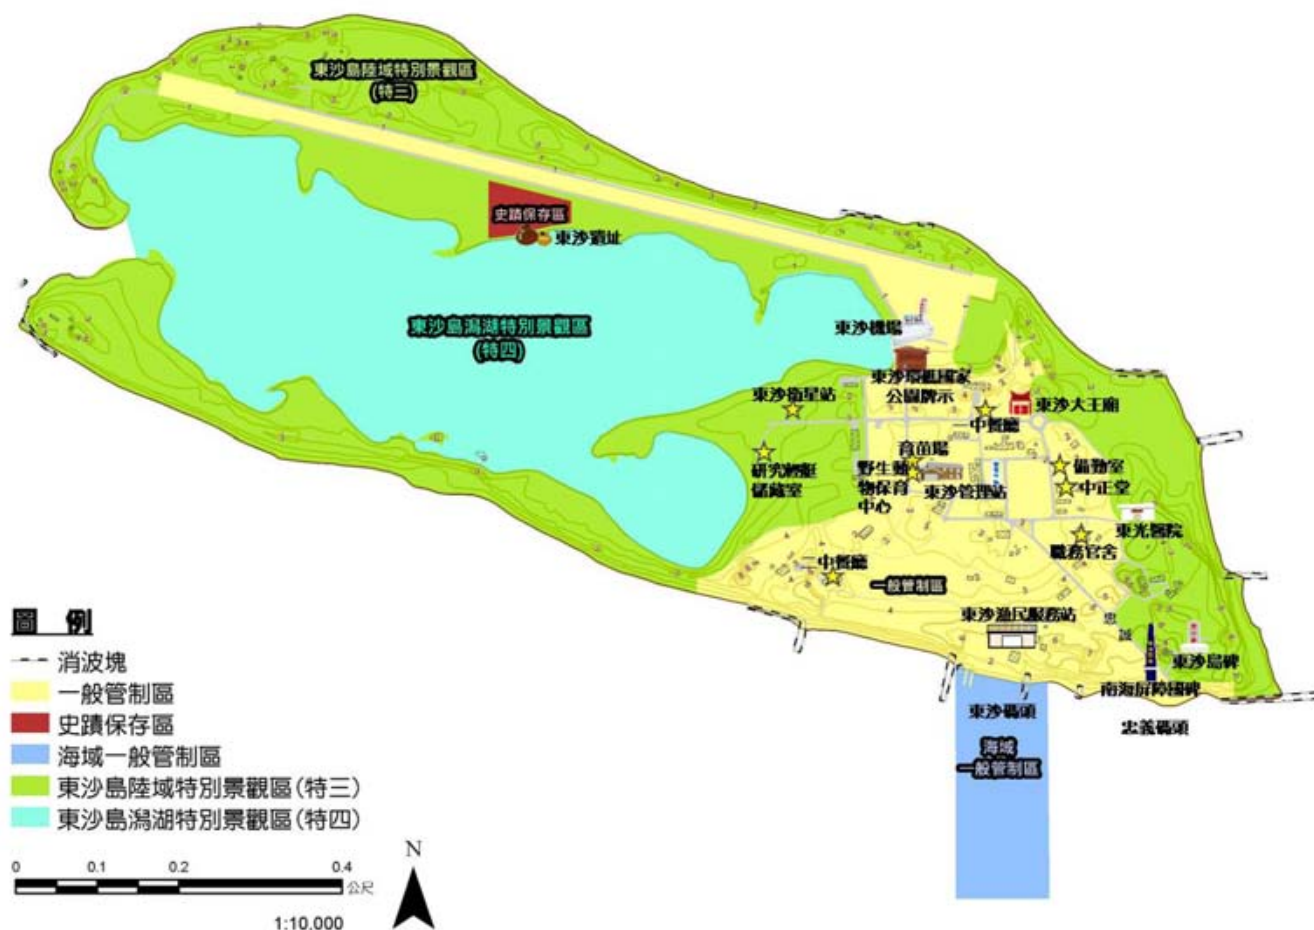 東沙島陸域特別景觀區
(特三)
史蹟保存區
東沙遺址
東沙島潟湖特別景觀區
(特四)
東沙機場
東沙環礁國家
公園牌示
東沙衛星站
東沙大王廟
一中餐廳
育苗場
研究小艇
儲藏室
野生動
物保育
中心
東沙管理站
備勤室
中正堂
東光醫院
職務官舍
二中餐廳
一般管制區
東沙漁民服務站
忠
誠
東沙島碑
南海屏障國碑
東沙碼頭
忠義碼頭
海域
一般管制區
圖 例
消波塊
一般管制區
史蹟保存區
海域一般管制區
東沙島陸域特別景觀區(特三)
東沙島潟湖特別景觀區(特四)
0 0.1 0.2 0.4
公尺
1:10,000
N